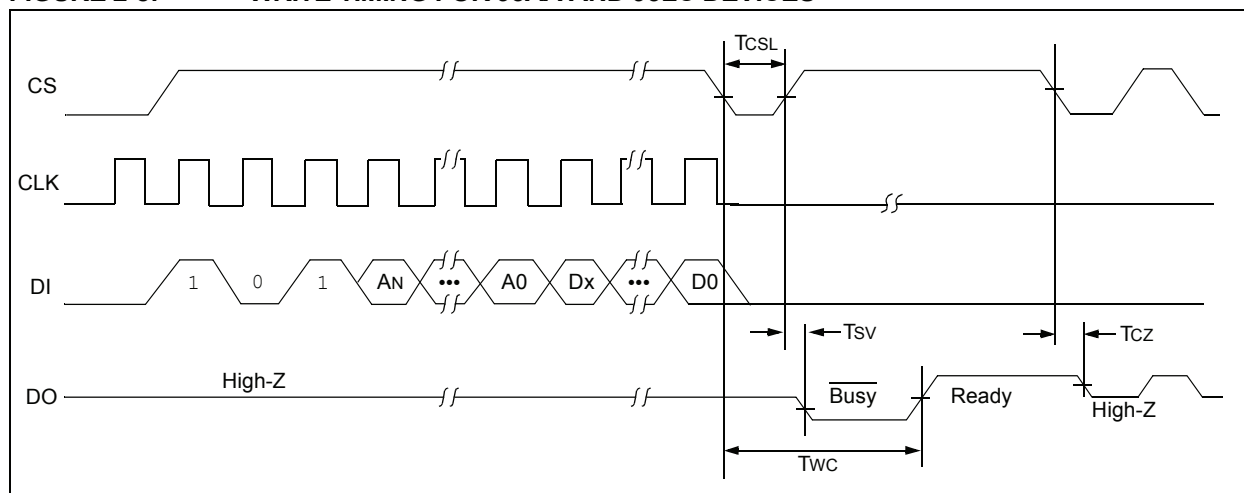 TCSL
CS
CLK
DI
1
0
1
AN
•••
A0
Dx
•••
D0
TSV
TCZ
DO
High-Z
Busy
Ready
High-Z
TWC